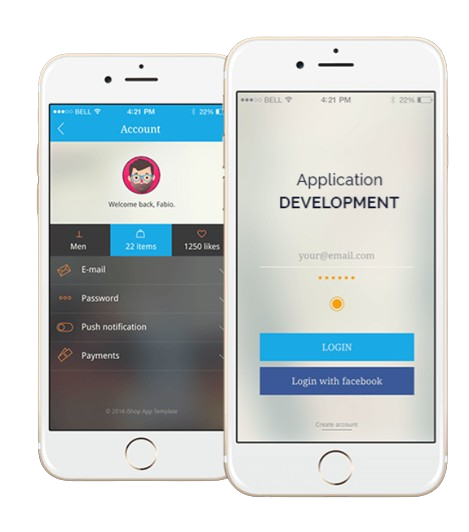 BELL
4:21 PM
22%
Account
Welcome back, Fabio.
Men
22 items
1250 likes
E-mail
Password
Push notification
Payments
© 2016 iShop App Template
BELL
4:21 PM
22%
Application
DEVELOPMENT
your@email.com
******
LOGIN
Login with facebook
Create account